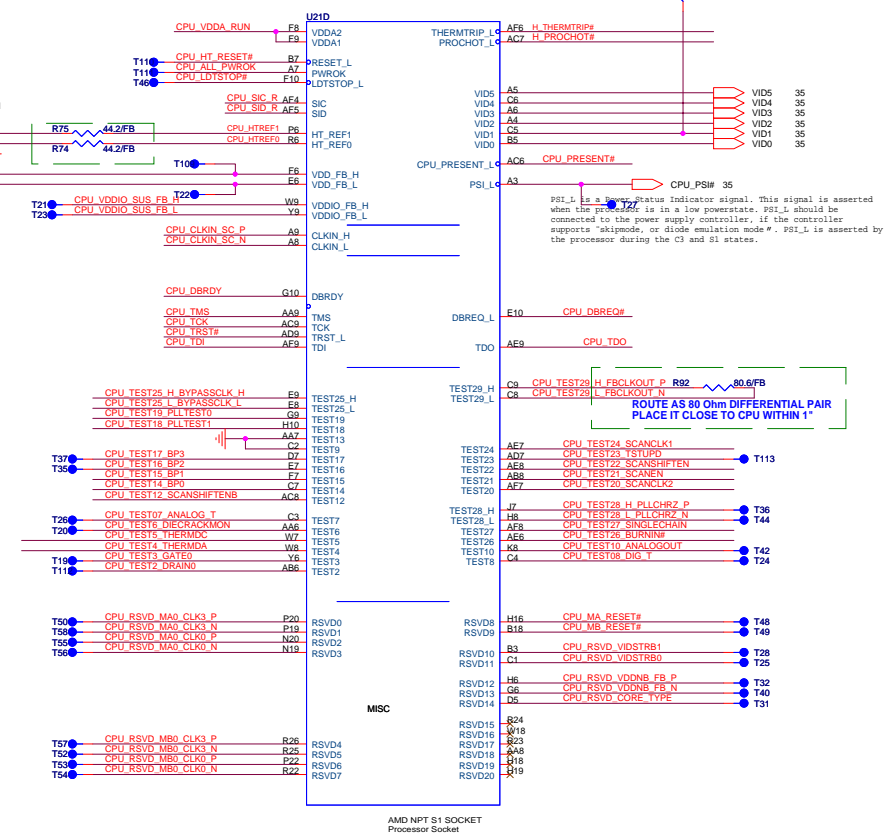 U21D
CPU_VDDA_RUN F8 VDDA2
F9 VDDA1
THERMTRIP_L AF6 H_THERMTRIP#
PROCHOT_L AC7 H_PROCHOT#
T11 CPU_HT_RESET# B7 RESET_L
T11 CPU_ALL_PWROK A7 PWROK
T46 CPU_LDTSTOP# F10 LDTSTOP_L
CPU_SIC_R AF4 SIC
CPU_SID_R AF5 SID
VID5 A5 VID5 35
VID4 C6 VID4 35
VID3 A6 VID3 35
VID2 A4 VID2 35
VID1 C5 VID1 35
VID0 B5 VID0 35
R75 44.2/FB CPU_HTREF1 P6 HT_REF1
R74 44.2/FB CPU_HTREF0 R6 HT_REF0
CPU_PRESENT_L AC6 CPU_PRESENT#
T10 F6 VDD_FB_H
T22 E6 VDD_FB_L
PSI_L A3 CPU_PSI# 35
T27
T21 CPU_VDDIO_SUS_FB_H W9 VDDIO_FB_H
T23 CPU_VDDIO_SUS_FB_L Y9 VDDIO_FB_L
PSI_L is a Power Status Indicator signal. This signal is asserted
when the processor is in a low powerstate. PSI_L should be
connected to the power supply controller, if the controller
supports "skipmode, or diode emulation mode". PSI_L is asserted by
the processor during the C3 and S1 states.
CPU_CLKIN_SC_P A9 CLKIN_H
CPU_CLKIN_SC_N A8 CLKIN_L
CPU_DBRDY G10 DBRDY
CPU_TMS AA9 TMS
CPU_TCK AC9 TCK
CPU_TRST# AD9 TRST_L
CPU_TDI AF9 TDI
DBREQ_L E10 CPU_DBREQ#
TDO AE9 CPU_TDO
TEST29_H C9 CPU_TEST29_H_FBCLKOUT_P R92 80.6/FB
TEST29_L C8 CPU_TEST29_L_FBCLKOUT_N
ROUTE AS 80 Ohm DIFFERENTIAL PAIR
PLACE IT CLOSE TO CPU WITHIN 1"
CPU_TEST25_H_BYPASSCLK_H E9 TEST25_H
CPU_TEST25_L_BYPASSCLK_L E8 TEST25_L
CPU_TEST19_PLLTEST0 G9 TEST19
CPU_TEST18_PLLTEST1 H10 TEST18
AA7 TEST13
C2 TEST9
T37 CPU_TEST17_BP3 D7 TEST17
T35 CPU_TEST16_BP2 E7 TEST16
CPU_TEST15_BP1 F7 TEST15
CPU_TEST14_BP0 C7 TEST14
CPU_TEST12_SCANSHIFTENB AC8 TEST12
TEST24 AE7 CPU_TEST24_SCANCLK1
TEST23 AD7 CPU_TEST23_TSTUPD T113
TEST22 AE8 CPU_TEST22_SCANSHIFTEN
TEST21 AB8 CPU_TEST21_SCANEN
TEST20 AF7 CPU_TEST20_SCANCLK2
T26 CPU_TEST07_ANALOG_T C3 TEST7
T20 CPU_TEST6_DIECRACKMON AA6 TEST6
CPU_TEST5_THERMDC W7 TEST5
CPU_TEST4_THERMDA W8 TEST4
T19 CPU_TEST3_GATE0 Y6 TEST3
T11 CPU_TEST2_DRAIN0 AB6 TEST2
TEST28_H J7 CPU_TEST28_H_PLLCHRZ_P T36
TEST28_L H8 CPU_TEST28_L_PLLCHRZ_N T44
TEST27 AF8 CPU_TEST27_SINGLECHAIN
TEST26 AE6 CPU_TEST26_BURNIN#
TEST10 K8 CPU_TEST10_ANALOGOUT T42
TEST8 C4 CPU_TEST08_DIG_T T24
T50 CPU_RSVD_MA0_CLK3_P P20 RSVD0
T58 CPU_RSVD_MA0_CLK3_N P19 RSVD1
T55 CPU_RSVD_MA0_CLK0_P N20 RSVD2
T56 CPU_RSVD_MA0_CLK0_N N19 RSVD3
RSVD8 H16 CPU_MA_RESET# T48
RSVD9 B18 CPU_MB_RESET# T49
RSVD10 B3 CPU_RSVD_VIDSTRB1 T28
RSVD11 C1 CPU_RSVD_VIDSTRB0 T25
RSVD12 H6 CPU_RSVD_VDDNB_FB_P T32
RSVD13 G6 CPU_RSVD_VDDNB_FB_N T40
RSVD14 D5 CPU_RSVD_CORE_TYPE T31
MISC
RSVD15 R24
RSVD16 W18
RSVD17 R23
RSVD18 AA8
RSVD19 H18
RSVD20 H19
T57 CPU_RSVD_MB0_CLK3_P R26 RSVD4
T52 CPU_RSVD_MB0_CLK3_N R25 RSVD5
T53 CPU_RSVD_MB0_CLK0_P P22 RSVD6
T54 CPU_RSVD_MB0_CLK0_N R22 RSVD7
AMD NPT S1 SOCKET
Processor Socket